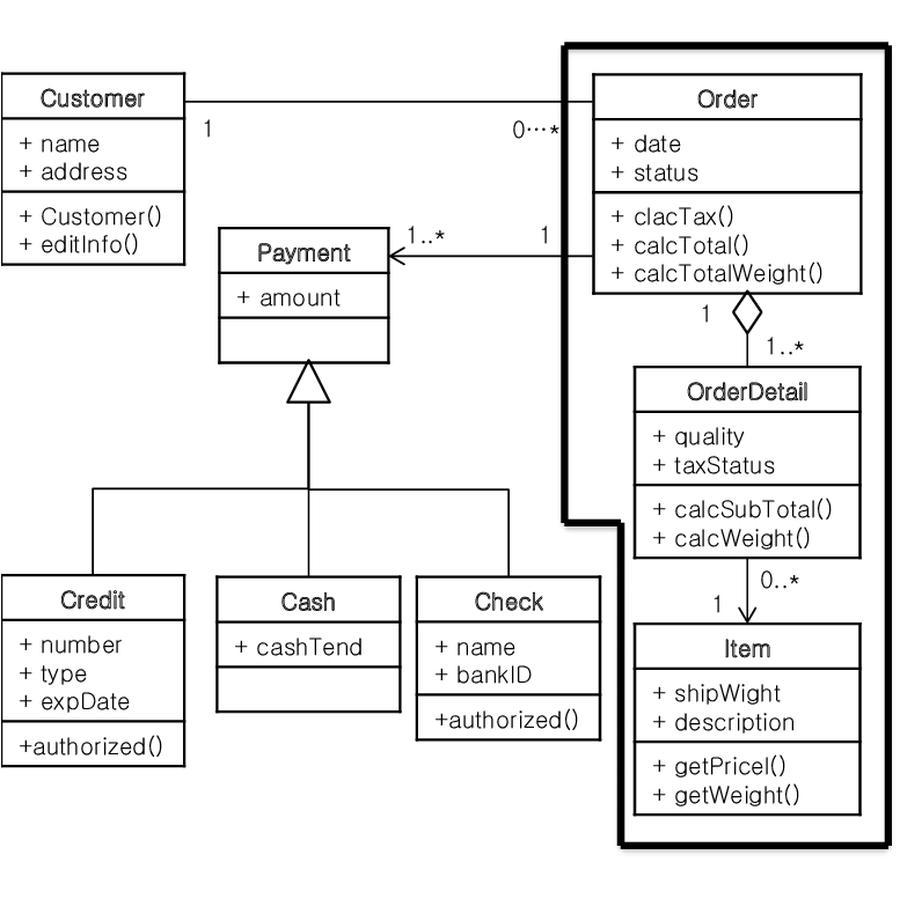 Customer
+ name
+ address
+ Customer()
+ editInfo()
1
0…*
Order
+ date
+ status
+ clacTax()
+ calcTotal()
+ calcTotalWeight()
Payment
+ amount
1..*
1
1
1..*
OrderDetail
+ quality
+ taxStatus
+ calcSubTotal()
+ calcWeight()
0..*
1
Credit
+ number
+ type
+ expDate
+authorized()
Cash
+ cashTend
Check
+ name
+ bankID
+authorized()
Item
+ shipWight
+ description
+ getPricel()
+ getWeight()